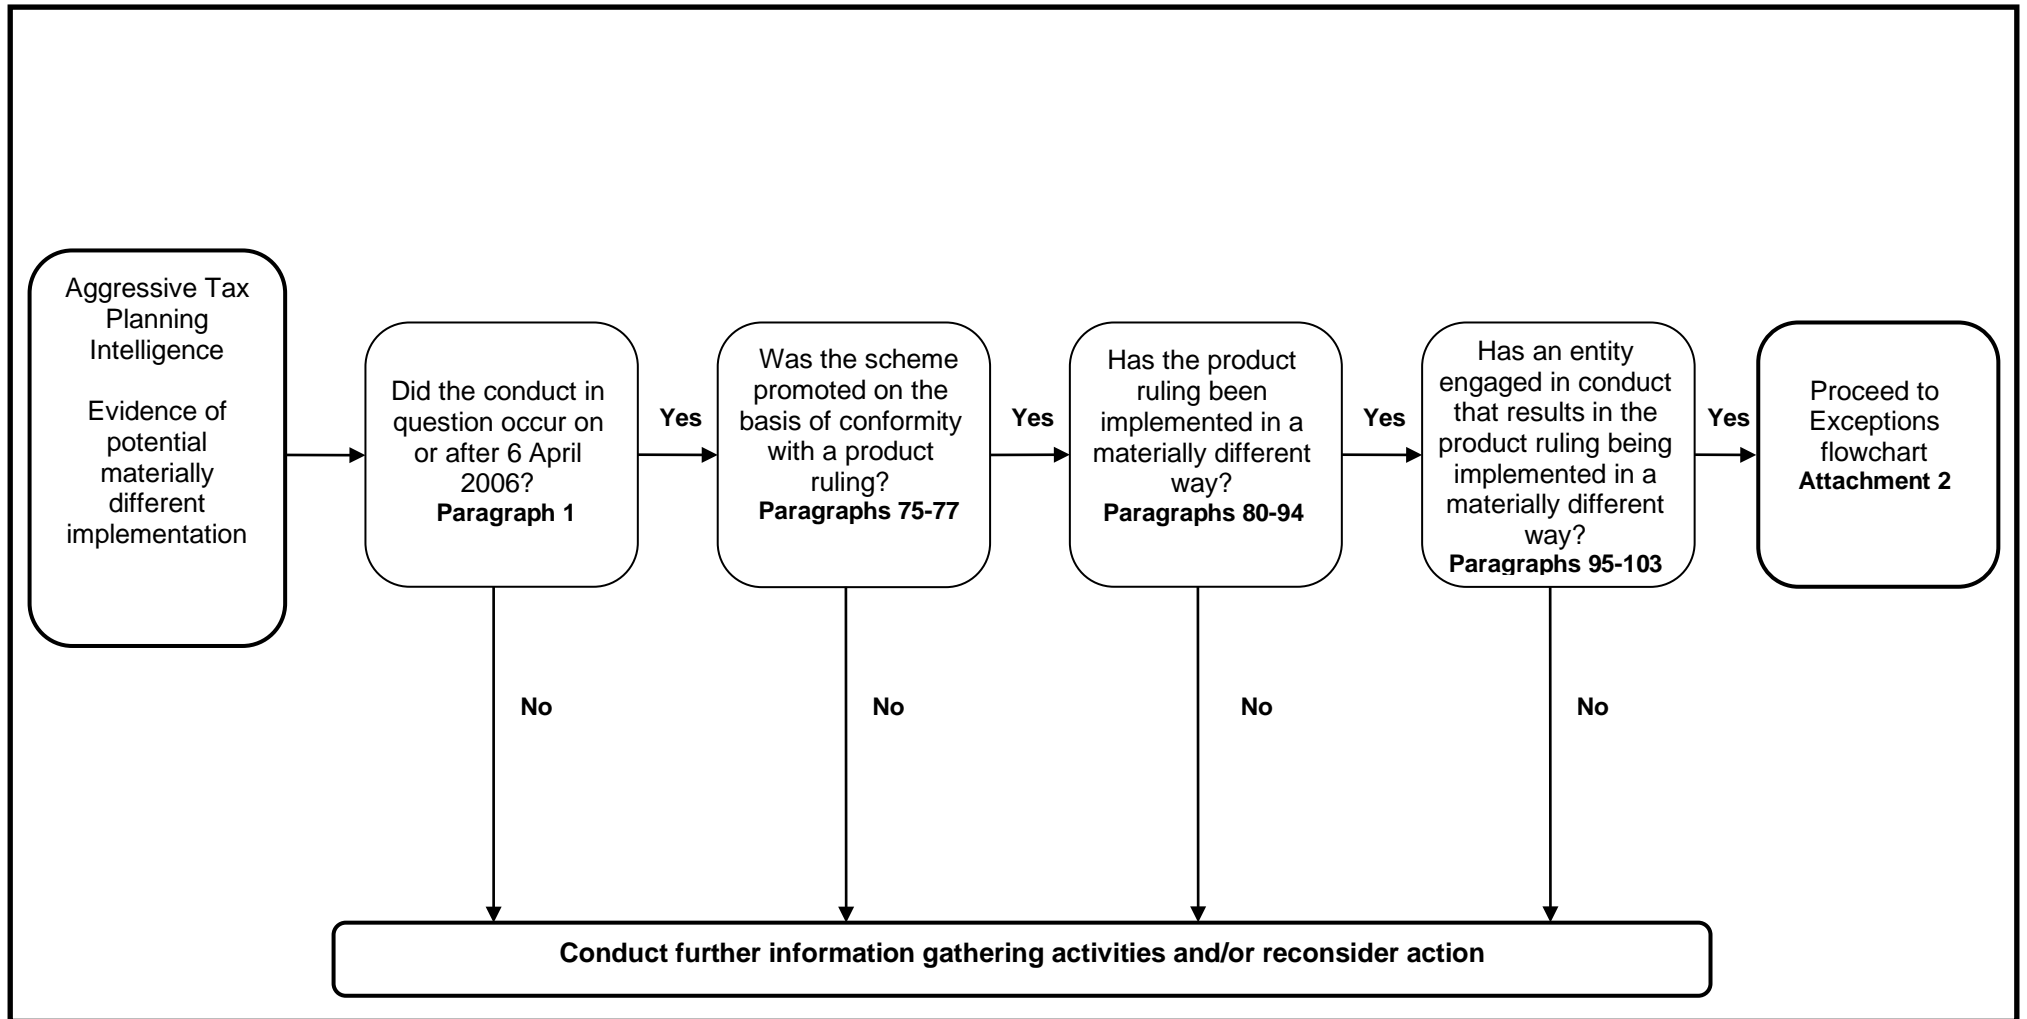 Aggressive Tax
Planning
Intelligence
Evidence of
potential
materially
different
implementation
Did the conduct in
question occur on
or after 6 April
2006?
Paragraph 1
Yes
Was the scheme
promoted on the
basis of conformity
with a product
ruling?
Paragraphs 75-77
Yes
Has the product
ruling been
implemented in a
materially different
way?
Paragraphs 80-94
Yes
Has an entity
engaged in conduct
that results in the
product ruling being
implemented in a
materially different
way?
Paragraphs 95-103
Yes
Proceed to
Exceptions
flowchart
Attachment 2
No
No
No
No
Conduct further information gathering activities and/or reconsider action